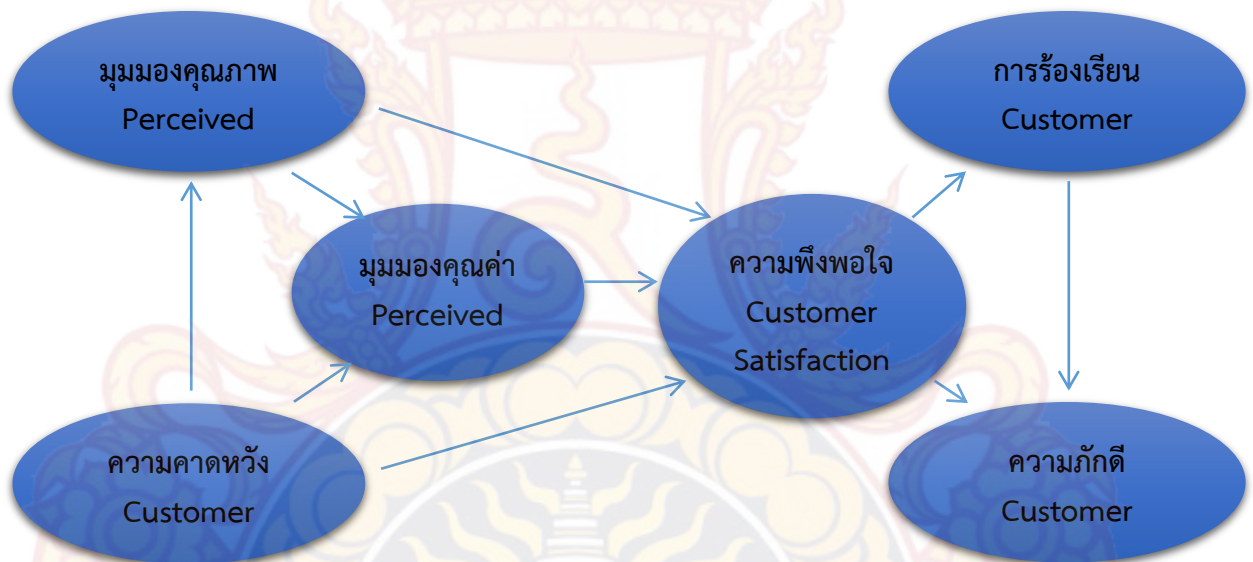 มุมมองคุณภาพ
Perceived
การร้องเรียน
Customer
มุมมองคุณค่า
Perceived
ความพึงพอใจ
Customer
Satisfaction
ความคาดหวัง
Customer
ความภักดี
Customer